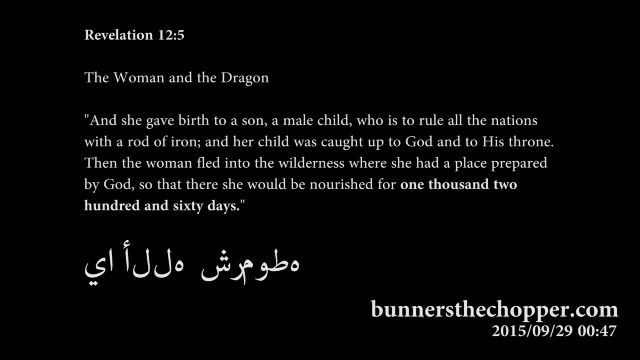 Revelation 12:5
The Woman and the Dragon
"And she gave birth to a son, a male child, who is to rule all the nations
with a rod of iron; and her child was caught up to God and to His throne.
Then the woman fled into the wilderness where she had a place prepared
by God, so that there she would be nourished for one thousand two
hundred and sixty days."
هطومرش هللأ اي
bunnersthechopper.com
2015/09/29 00:47